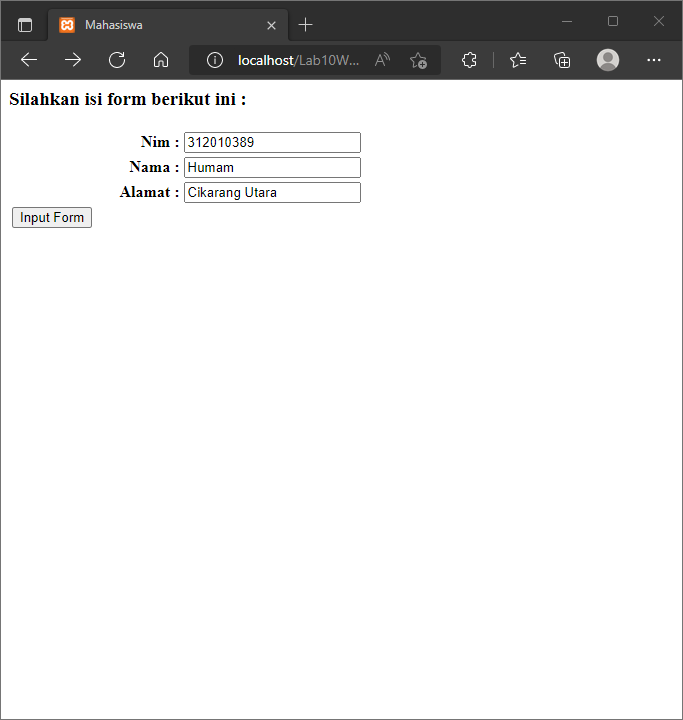 Mahasiswa
localhost/Lab10W...
Silahkan isi form berikut ini :
Nim : 312010389
Nama : Humam
Alamat : Cikarang Utara
Input Form